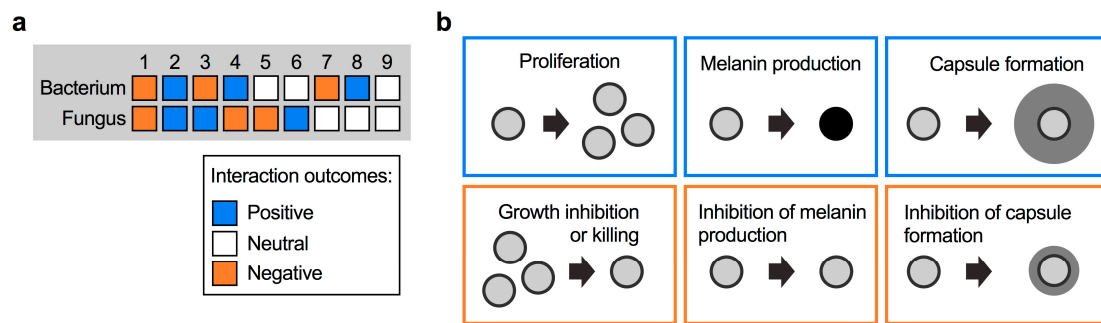 a
1 2 3 4 5 6 7 8 9
Bacterium
Fungus
Interaction outcomes:
Positive
Neutral
Negative
b
Proliferation
Melanin production
Capsule formation
Growth inhibition
or killing
Inhibition of melanin
production
Inhibition of capsule
formation